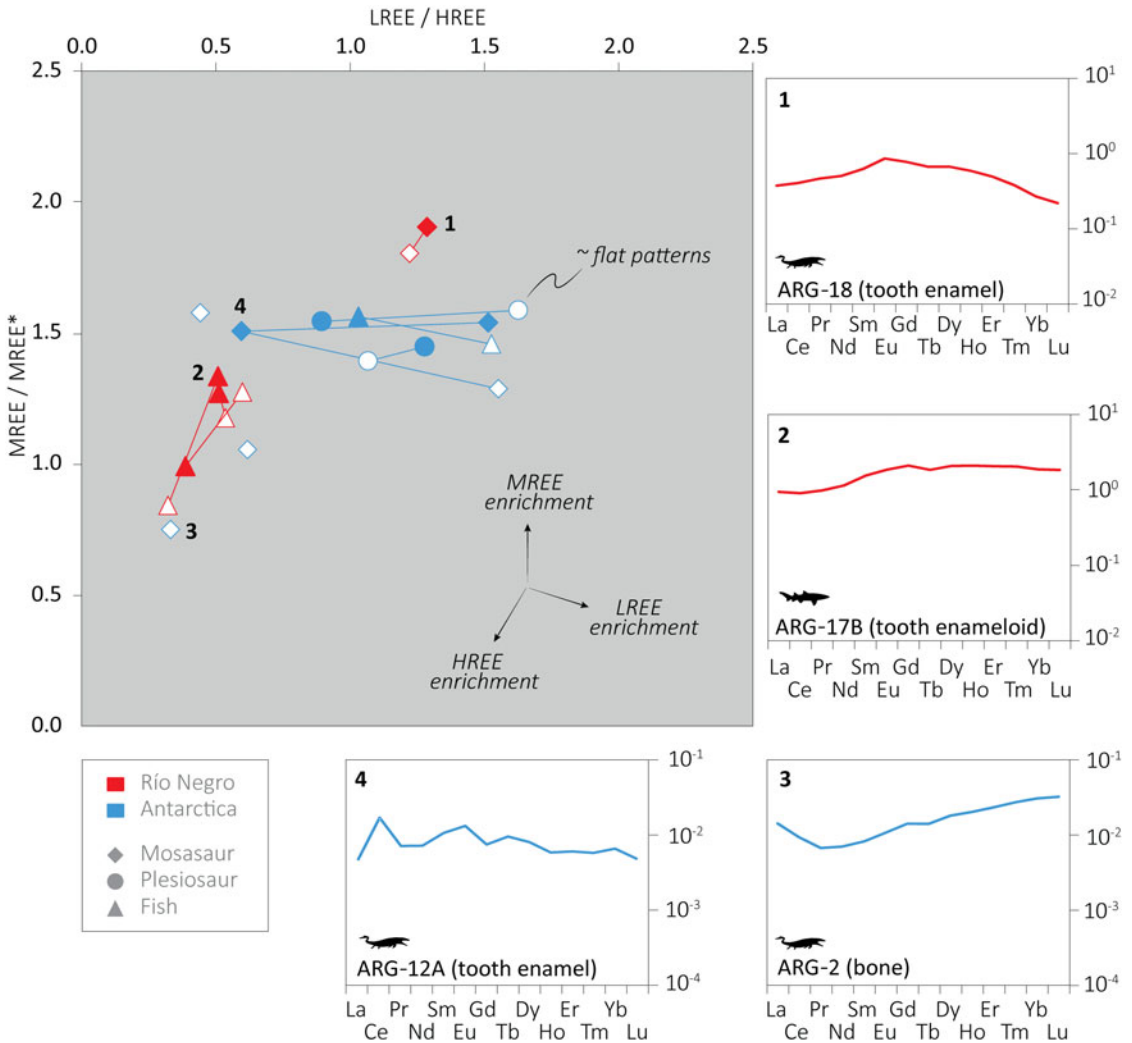 LREE / HREE
0.0 0.5 1.0 1.5 2.0 2.5
MREE / MREE*
2.5
2.0
1.5
1.0
0.5
0.0
1
~ flat patterns
4
2
3
MREE
enrichment
LREE
enrichment
HREE
enrichment
1
10¹
10⁰
10⁻¹
10⁻²
ARG-18 (tooth enamel)
La Pr Sm Gd Dy Er Yb
Ce Nd Eu Tb Ho Tm Lu
2
10¹
10⁰
10⁻¹
10⁻²
ARG-17B (tooth enameloid)
La Pr Sm Gd Dy Er Yb
Ce Nd Eu Tb Ho Tm Lu
Río Negro
Antarctica
Mosasaur
Plesiosaur
Fish
4
10⁻¹
10⁻²
10⁻³
10⁻⁴
ARG-12A (tooth enamel)
La Pr Sm Gd Dy Er Yb
Ce Nd Eu Tb Ho Tm Lu
3
10⁻¹
10⁻²
10⁻³
10⁻⁴
ARG-2 (bone)
La Pr Sm Gd Dy Er Yb
Ce Nd Eu Tb Ho Tm Lu